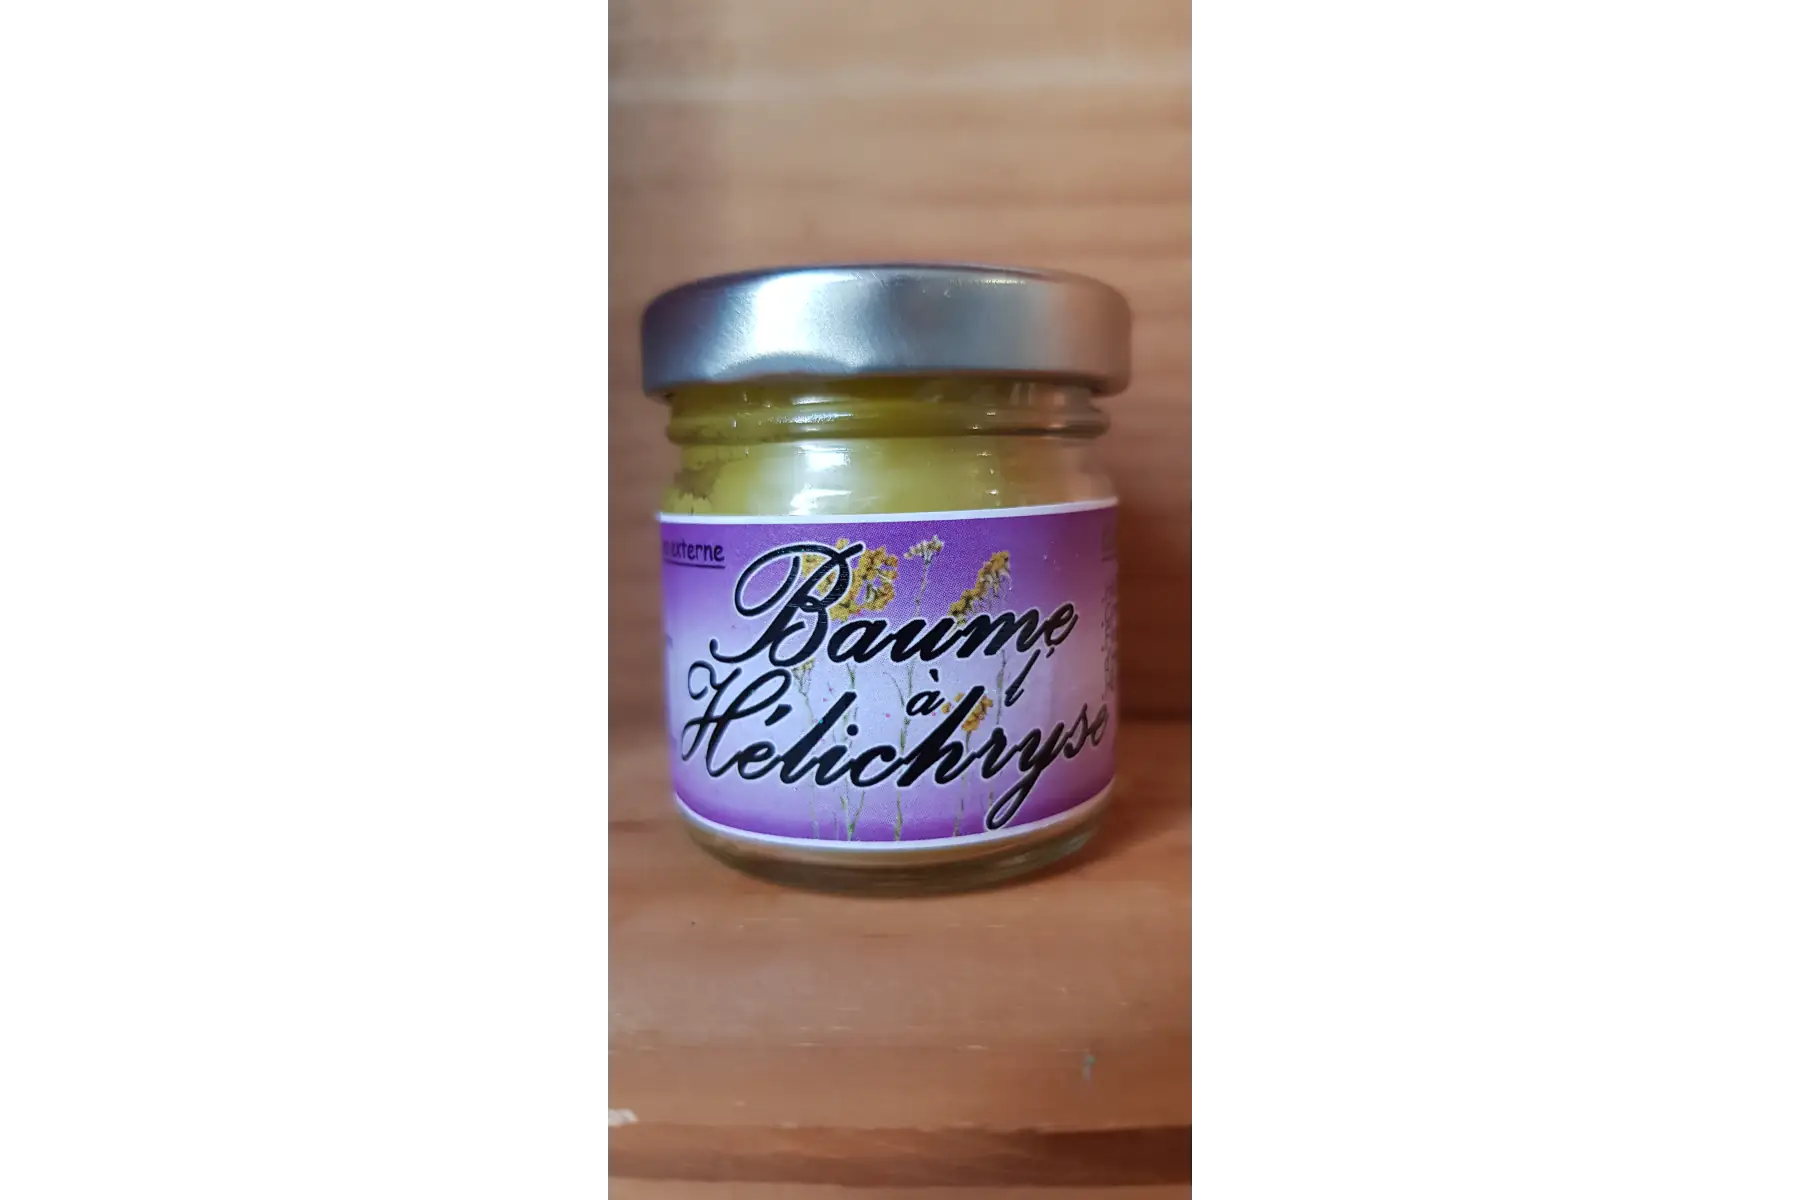 externe
Baume
à l'
Hélichryse